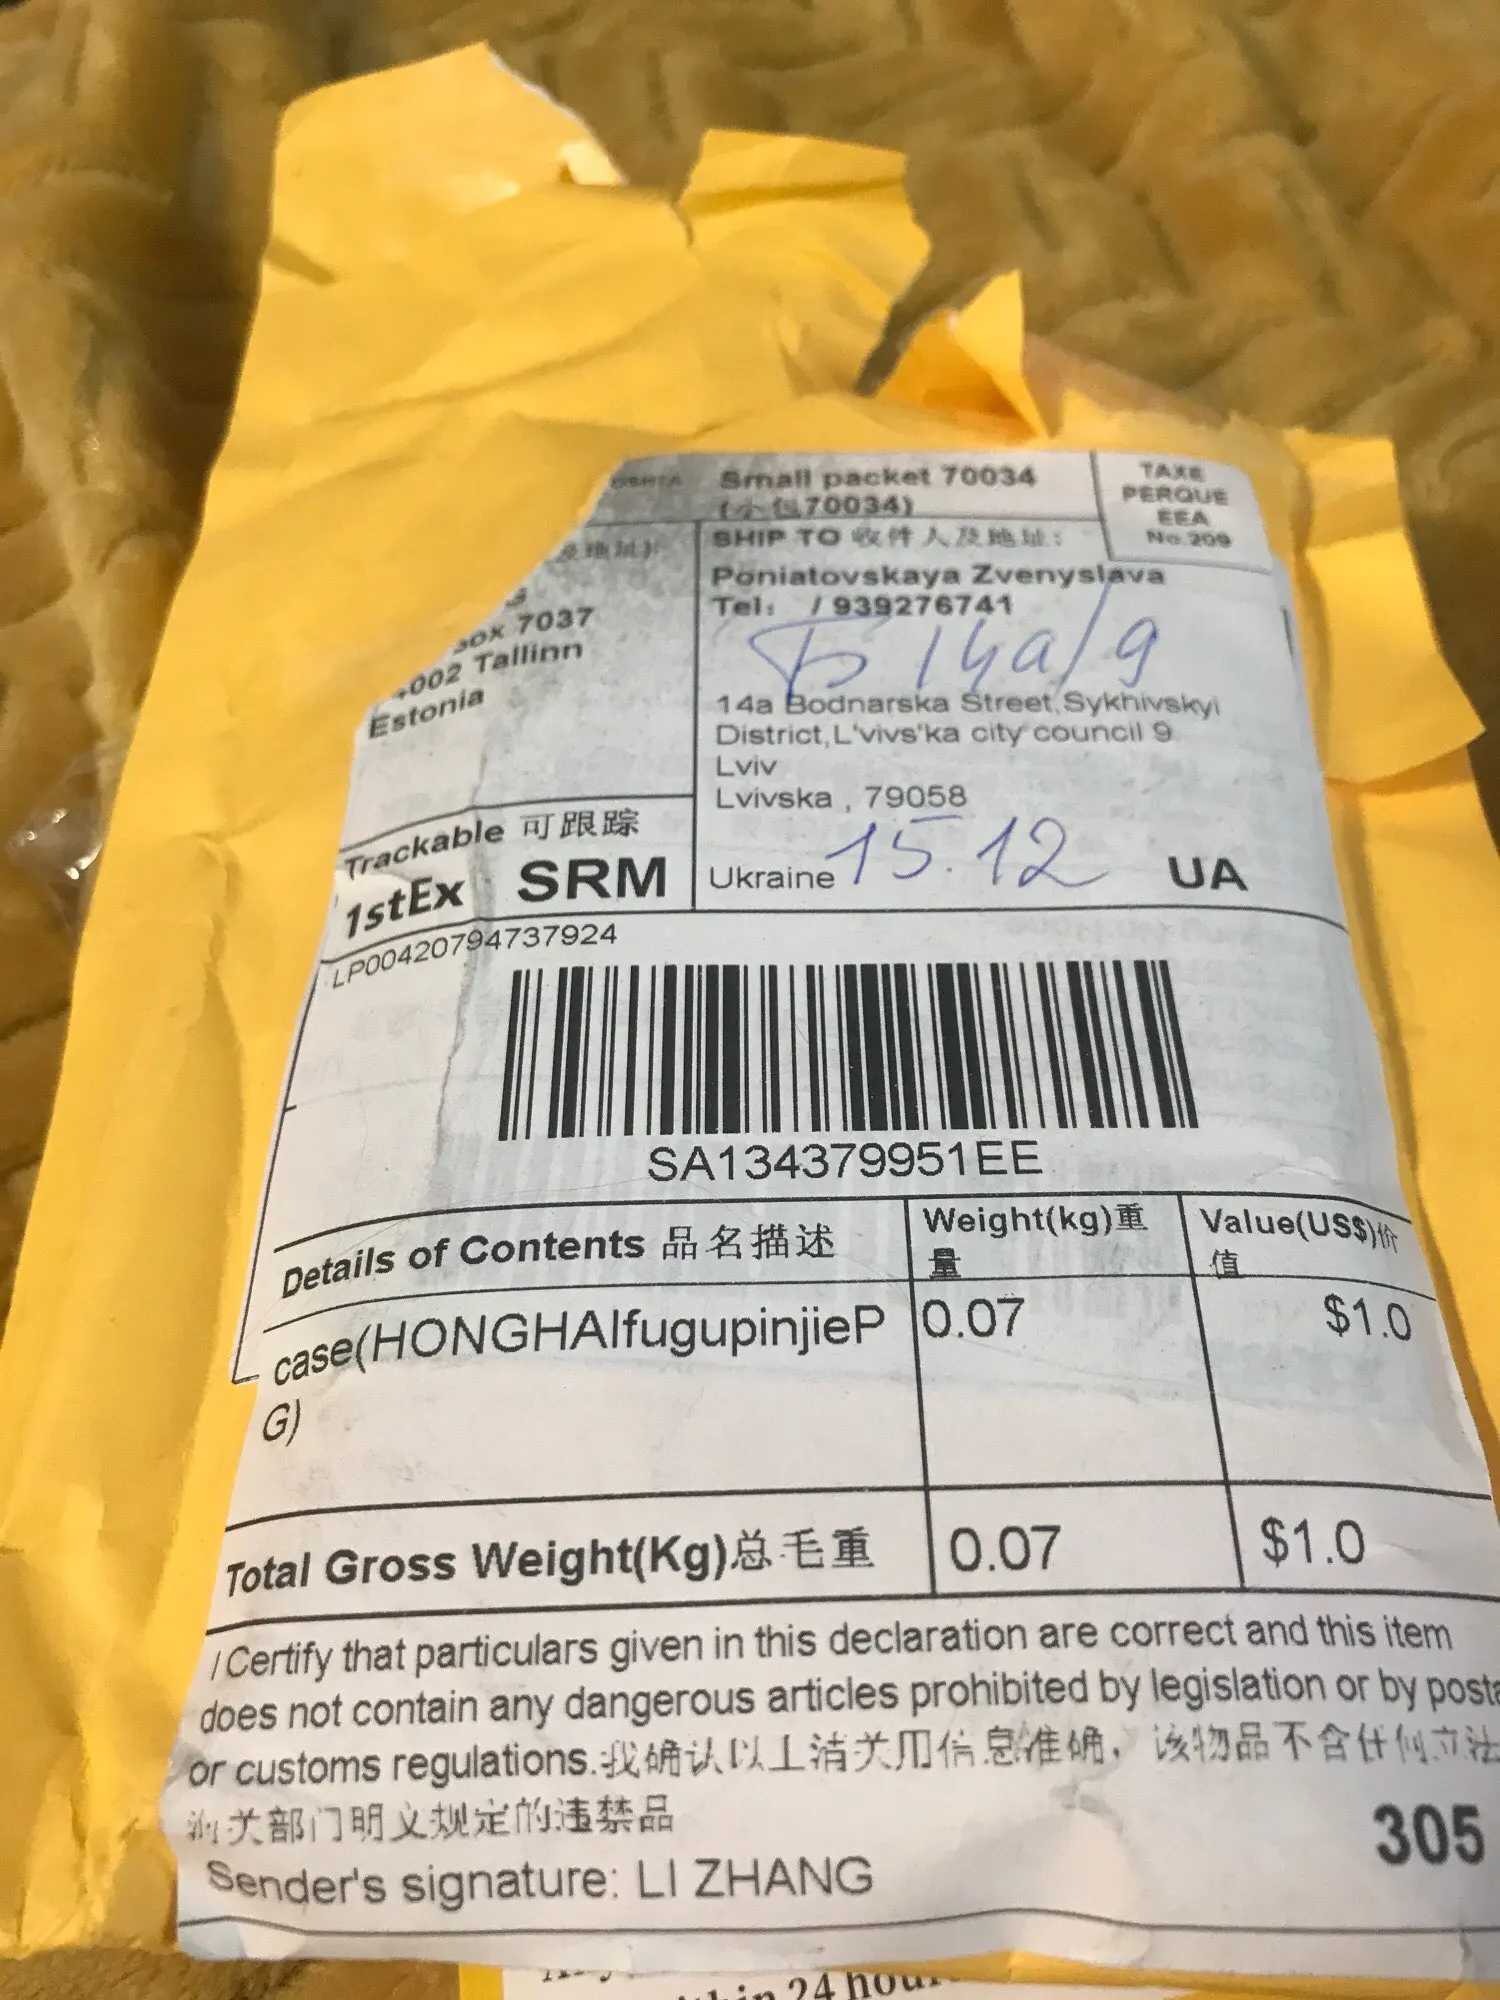 Small packet 70034
(小包70034)
TAXE
PERQUE
EEA
No.209
及地址):
SHIP TO 收件人及地址:
Poniatovskaya Zvenyslava
Tel: / 939276741
14a/9
14a Bodnarska Street,Sykhivskyi
District,L'vivs'ka city council 9
Lviv
Lvivska , 79058
15.12
Ukraine
UA
ox 7037
002 Tallinn
Estonia
Trackable 可跟踪
1stEx SRM
LP00420794737924
SA134379951EE
Details of Contents 品名描述
Weight(kg)重
量
Value(US$)价
值
case(HONGHAIfugupinjieP
G)
0.07
$1.0
Total Gross Weight(Kg)总毛重
0.07
$1.0
I Certify that particulars given in this declaration are correct and this item
does not contain any dangerous articles prohibited by legislation or by posta
or customs regulations.我确认以上清关用信息准确，该物品不含任何立法
关部门明义规定的违禁品
305
Sender's signature: LI ZHANG
24 hou